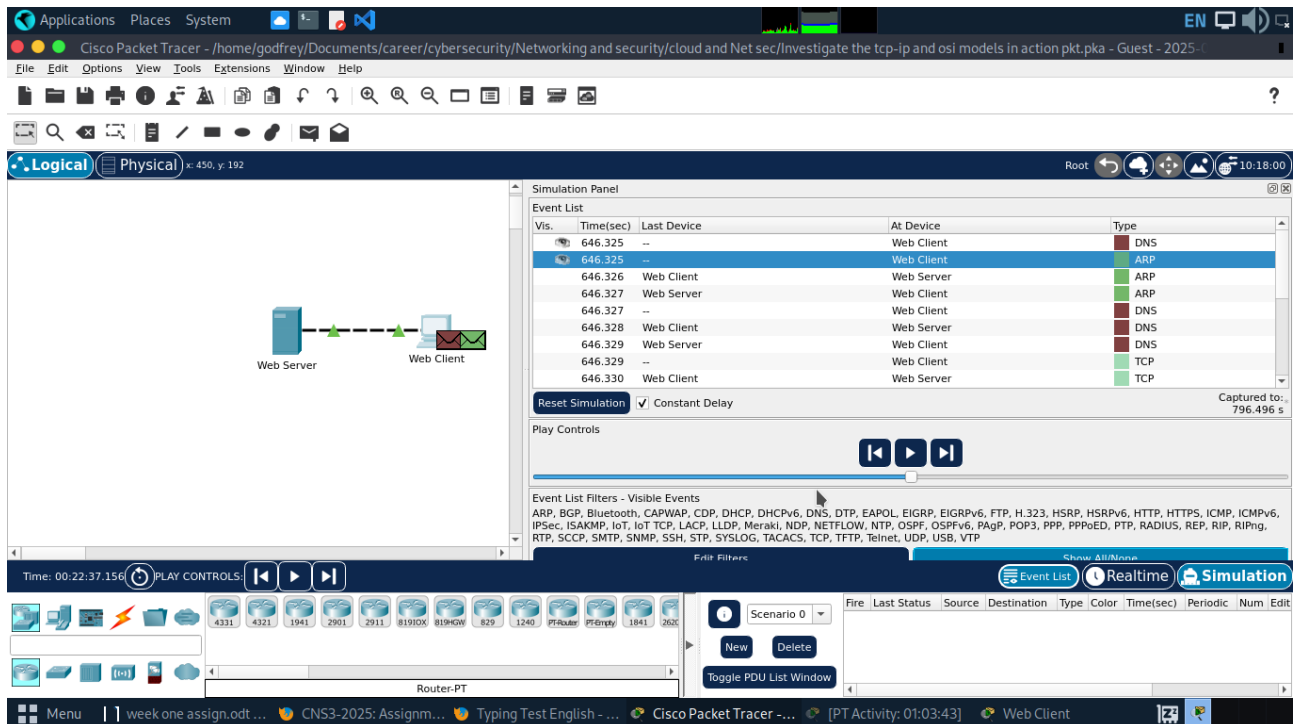 Applications Places System EN
Cisco Packet Tracer - /home/godfrey/Documents/career/cybersecurity/Networking and security/cloud and Net sec/Investigate the tcp-ip and osi models in action pkt.pka - Guest - 2025-
File Edit Options View Tools Extensions Window Help
?
Logical Physical x: 450, y: 192 Root 10:18:00
Simulation Panel
Event List
Vis. Time(sec) Last Device At Device Type
646.325 -- Web Client DNS
646.325 -- Web Client ARP
646.326 Web Client Web Server ARP
646.327 Web Server Web Client ARP
646.327 -- Web Client DNS
646.328 Web Client Web Server DNS
646.329 Web Server Web Client DNS
646.329 -- Web Client TCP
646.330 Web Client Web Server TCP
Web Server
Web Client
Reset Simulation Constant Delay Captured to:
796.496 s
Play Controls
Event List Filters - Visible Events
ARP, BGP, Bluetooth, CAPWAP, CDP, DHCP, DHCPv6, DNS, DTP, EAPOL, EIGRP, EIGRPv6, FTP, H.323, HSRP, HSRPv6, HTTP, HTTPS, ICMP, ICMPv6,
IPSec, ISAKMP, IoT, IoT TCP, LACP, LLDP, Meraki, NDP, NETFLOW, NTP, OSPF, OSPFv6, PAgP, POP3, PPP, PPPoED, PTP, RADIUS, REP, RIP, RIPng,
RTP, SCCP, SMTP, SNMP, SSH, STP, SYSLOG, TACACS, TCP, TFTP, Telnet, UDP, USB, VTP
Edit Filters Show All/None
Time: 00:22:37.156 PLAY CONTROLS: Event List Realtime Simulation
4331 4321 1941 2901 2911 819IOX 819HGW 829 1240 PT-Router PT-Empty 1841 262
Router-PT
Scenario 0
New Delete
Toggle PDU List Window
Fire Last Status Source Destination Type Color Time(sec) Periodic Num Edit
Menu week one assign.odt ... CNS3-2025: Assignm... Typing Test English - ... Cisco Packet Tracer -... [PT Activity: 01:03:43] Web Client